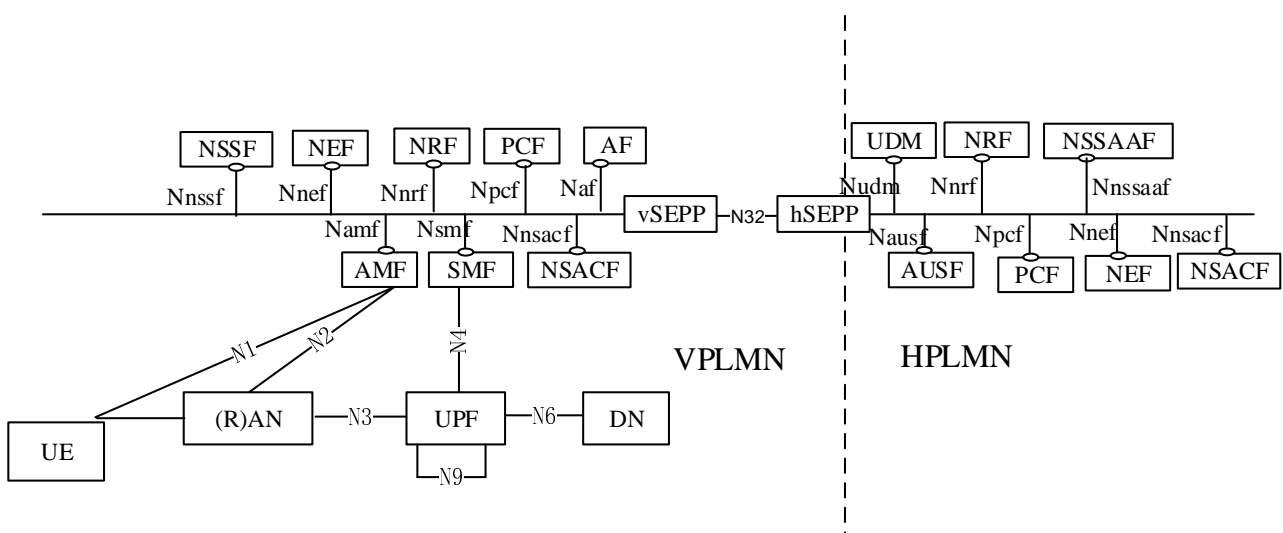 NSSF
NEF
NRF
PCF
AF
UDM
NRF
NSSAAF
Nnssf
Nnef
Nnrf
Npcf
Naf
Nudm
Nnrf
Nnssaaf
vSEPP
N32
hSEPP
Namf
Nsmf
Nnsacf
Nausf
Npcf
Nnef
Nnsacf
AMF
SMF
NSACF
AUSF
PCF
NEF
NSACF
N1
N2
N4
VPLMN
HPLMN
UE
(R)AN
N3
UPF
N6
DN
N9